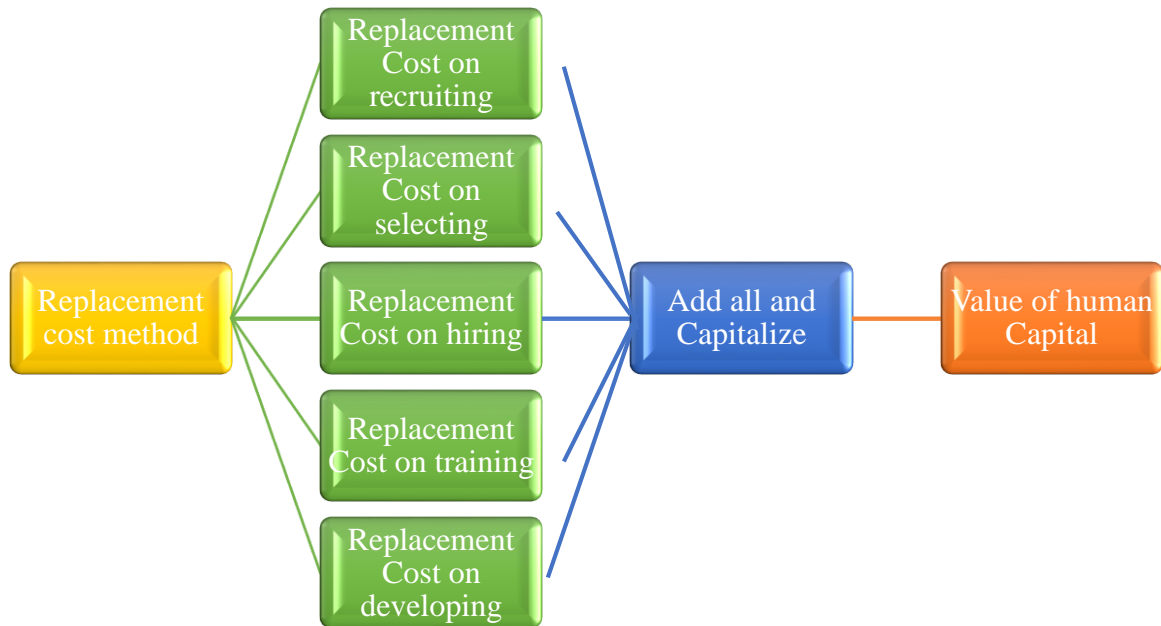 Replacement
cost method
Replacement
Cost on
recruiting
Replacement
Cost on
selecting
Replacement
Cost on hiring
Replacement
Cost on training
Replacement
Cost on
developing
Add all and
Capitalize
Value of human
Capital